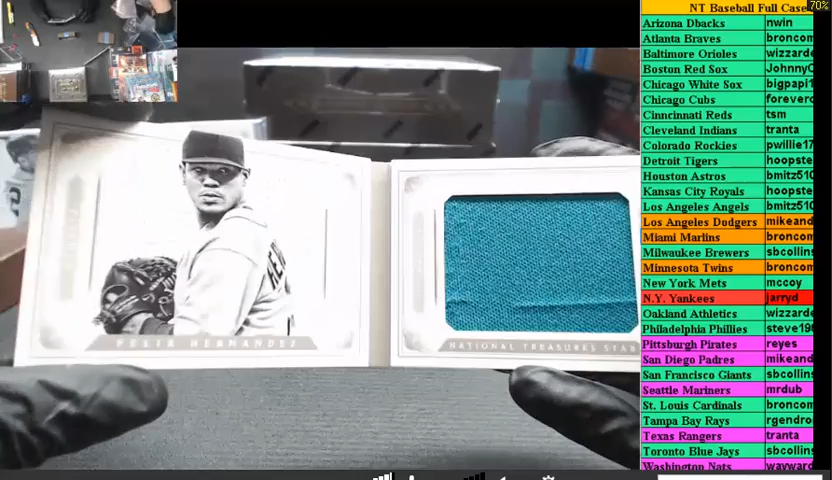 70%
NT Baseball Full Case
Arizona Dbacks nwin
Atlanta Braves broncom
Baltimore Orioles wizzarde
Boston Red Sox JohnnyC
Chicago White Sox bigpapi1
Chicago Cubs foreverc
Cinncinnati Reds tsm
Cleveland Indians tranta
Colorado Rockies pwillie17
Detroit Tigers hoopste
Houston Astros bmitz510
Kansas City Royals hoopste
Los Angeles Angels bmitz510
Los Angeles Dodgers mikeand
Miami Marlins broncom
Milwaukee Brewers sbcollins
Minnesota Twins broncom
New York Mets mccoy
N.Y. Yankees jarryd
Oakland Athletics wizzarde
Philadelphia Phillies steve19
Pittsburgh Pirates reyes
San Diego Padres mikeand
San Francisco Giants sbcollins
Seattle Mariners mrdub
St. Louis Cardinals broncom
Tampa Bay Rays rgendro
Texas Rangers tranta
Toronto Blue Jays sbcollins
Washington Nats wayward
FELIX HERNANDEZ
NATIONAL TREASURES STAR